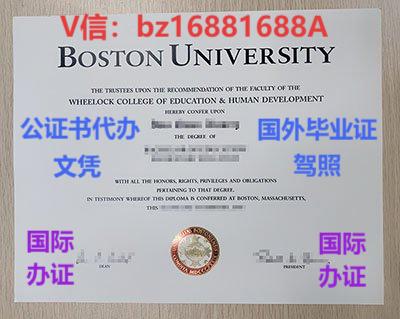 V信：bz16881688A
BOSTON UNIVERSITY
THE TRUSTEES UPON THE RECOMMENDATION OF THE FACULTY OF THE
WHEELOCK COLLEGE OF EDUCATION & HUMAN DEVELOPMENT
HEREBY CONFER UPON
公证书代办
文凭
THE DEGREE OF
国外毕业证
驾照
WITH ALL THE HONORS, RIGHTS, PRIVILEGES AND OBLIGATIONS
PERTAINING TO THAT DEGREE.
IN TESTIMONY WHEREOF THIS DIPLOMA IS CONFERRED AT BOSTON, MASSACHUSETTS,
THIS
国际
办证
DEAN
国际
办证
PRESIDENT